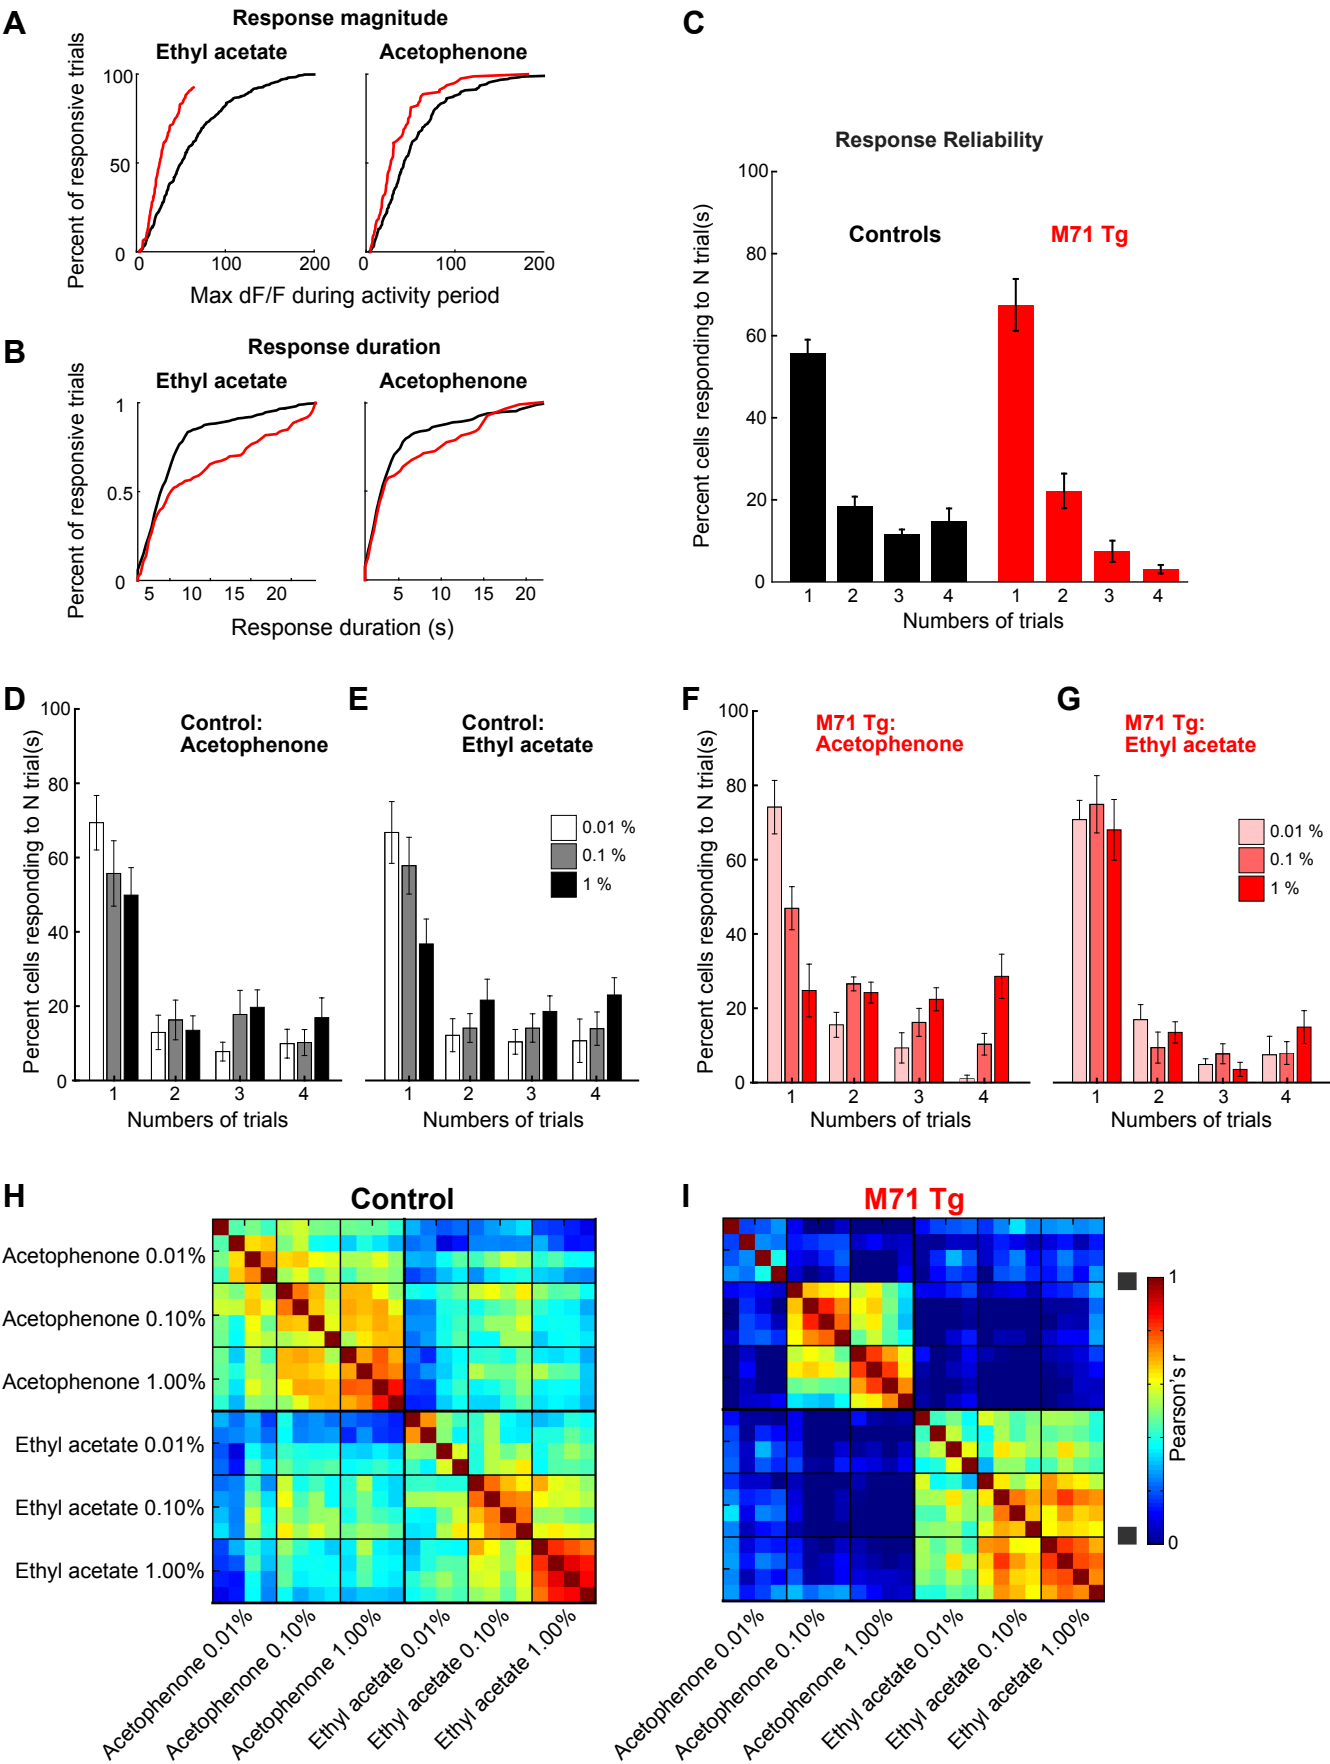 A
Response magnitude
Ethyl acetate
Acetophenone
Percent of responsive trials
100
50
0
0 100 200
0 100 200
Max dF/F during activity period
B
Response duration
Ethyl acetate
Acetophenone
Percent of responsive trials
1
0.5
0
5 10 15 20
5 10 15 20
Response duration (s)
C
Response Reliability
Controls
M71 Tg
Percent cells responding to N trial(s)
100
80
60
40
20
0
1 2 3 4
1 2 3 4
Numbers of trials
D
Control:
Acetophenone
Percent cells responding to N trial(s)
100
80
60
40
20
0
1 2 3 4
Numbers of trials
E
Control:
Ethyl acetate
0.01 %
0.1 %
1 %
1 2 3 4
Numbers of trials
F
M71 Tg:
Acetophenone
Percent cells responding to N trial(s)
100
80
60
40
20
0
1 2 3 4
Numbers of trials
G
M71 Tg:
Ethyl acetate
0.01 %
0.1 %
1 %
1 2 3 4
Numbers of trials
H
Control
Acetophenone 0.01%
Acetophenone 0.10%
Acetophenone 1.00%
Ethyl acetate 0.01%
Ethyl acetate 0.10%
Ethyl acetate 1.00%
Acetophenone 0.01%
Acetophenone 0.10%
Acetophenone 1.00%
Ethyl acetate 0.01%
Ethyl acetate 0.10%
Ethyl acetate 1.00%
I
M71 Tg
1
Pearson's r
0
Acetophenone 0.01%
Acetophenone 0.10%
Acetophenone 1.00%
Ethyl acetate 0.01%
Ethyl acetate 0.10%
Ethyl acetate 1.00%